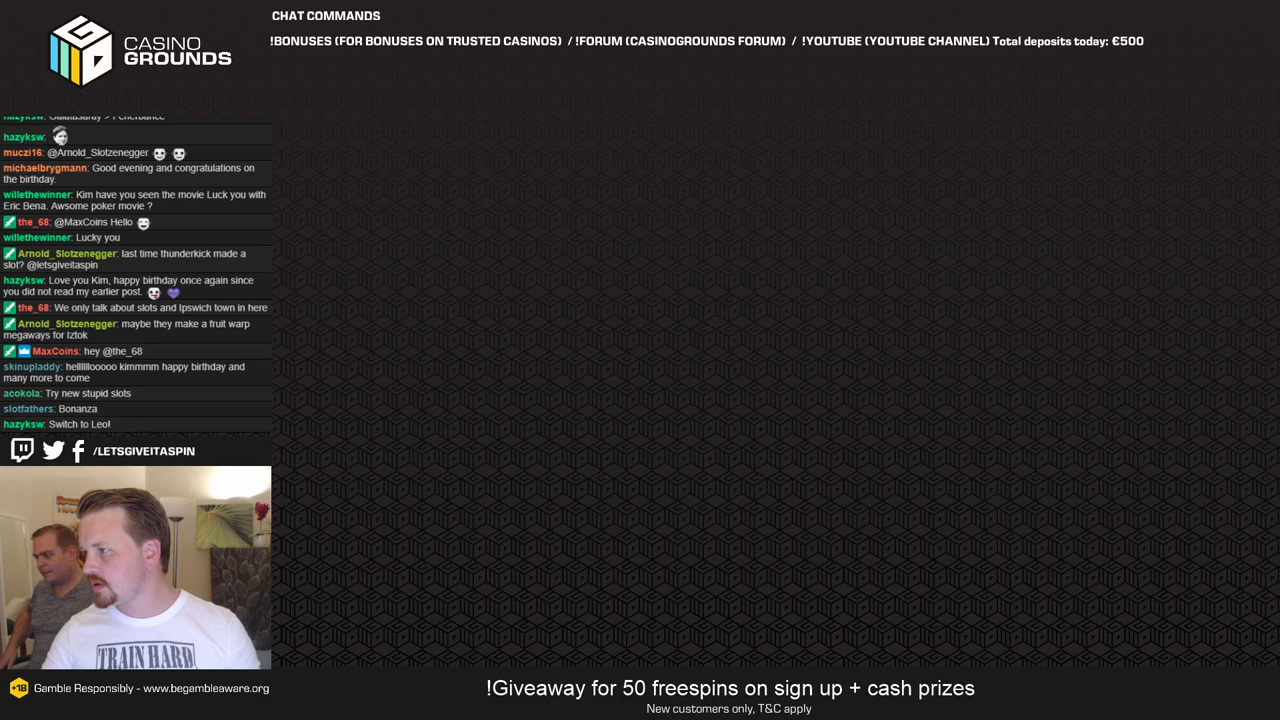 CHAT COMMANDS
!BONUSES (FOR BONUSES ON TRUSTED CASINOS) / !FORUM (CASINOGROUNDS FORUM) / !YOUTUBE (YOUTUBE CHANNEL) Total deposits today: €500
CASINO
GROUNDS
hazyksw: Galatasaray > Fenerbahce
hazyksw:
muczi16: @Arnold_Slotzenegger
michaelbrygmann: Good evening and congratulations on
the birthday.
willethewinner: Kim have you seen the movie Luck you with
Eric Bena. Awsome poker movie ?
the_68: @MaxCoins Hello
willethewinner: Lucky you
Arnold_Slotzenegger: last time thunderkick made a
slot? @letsgiveitaspin
hazyksw: Love you Kim, happy birthday once again since
you did not read my earlier post.
the_68: We only talk about slots and Ipswich town in here
Arnold_Slotzenegger: maybe they make a fruit warp
megaways for Iztok
MaxCoins: hey @the_68
skinupladdy: helllllllooooo kimmmm happy birthday and
many more to come
acokola: Try new stupid slots
slotfathers: Bonanza
hazyksw: Switch to Leo!
/LETSGIVEITASPIN
TRAIN HARD
+18 Gamble Responsibly - www.begambleaware.org
!Giveaway for 50 freespins on sign up + cash prizes
New customers only, T&C apply